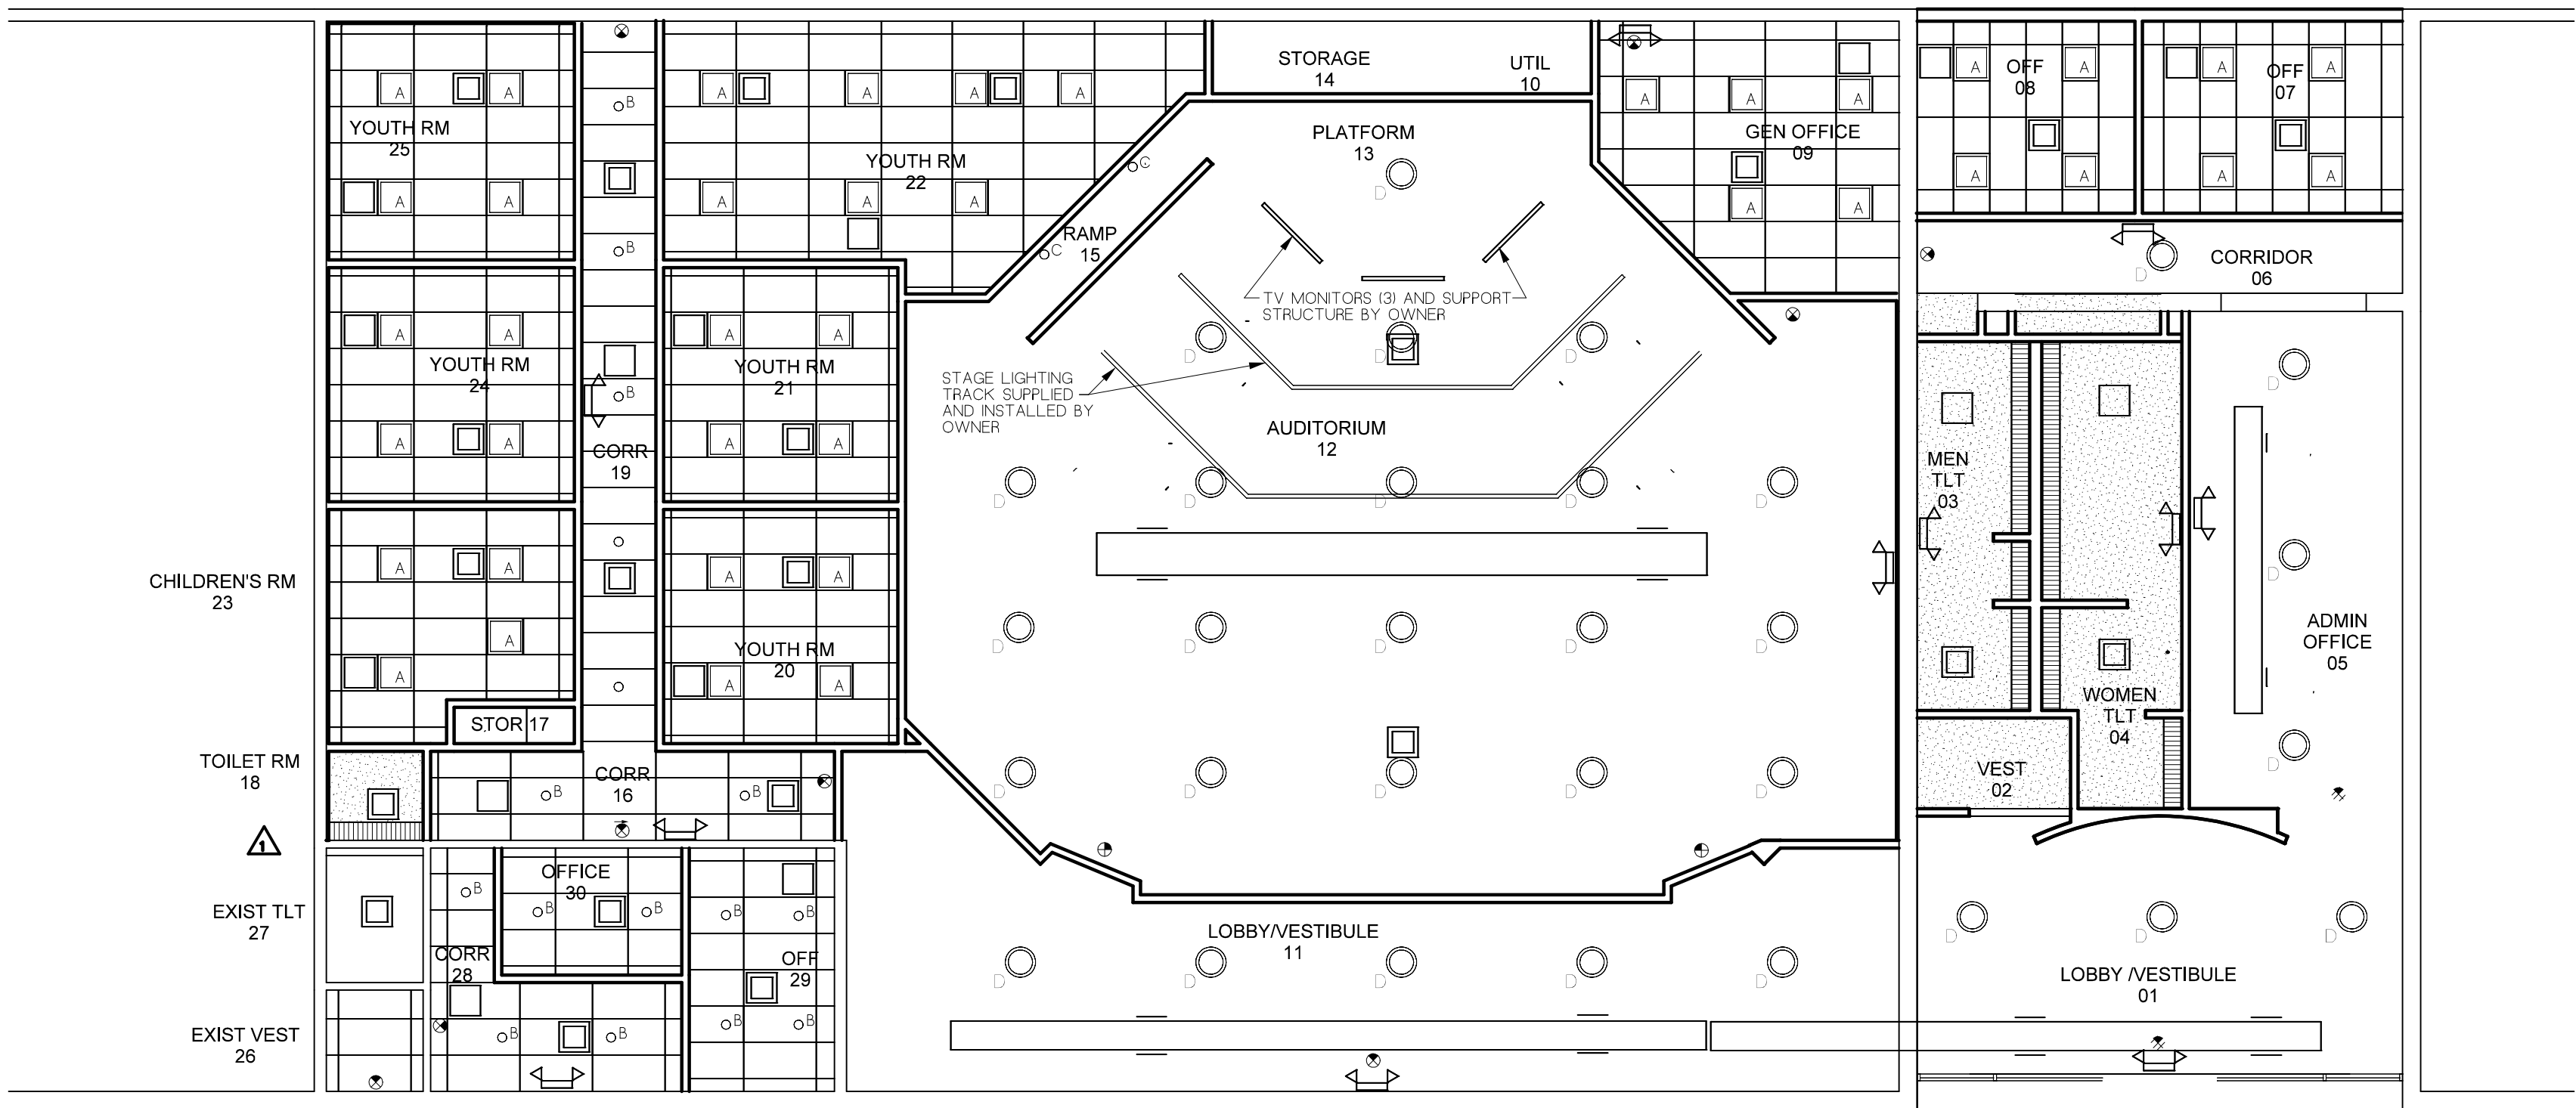 STORAGE
14
UTIL
10
A
A
A
B
A
A
A
A
A
A
A
A
OFF
08
A
A
OFF
07
A
YOUTH RM
25
PLATFORM
13
GEN OFFICE
09
YOUTH RM
22
C
A
A
A
A
A
D
A
A
A
A
A
A
RAMP
15
C
B
CORRIDOR
06
D
TV MONITORS (3) AND SUPPORT
STRUCTURE BY OWNER
A
A
A
A
D
D
D
YOUTH RM
24
YOUTH RM
21
B
STAGE LIGHTING
TRACK SUPPLIED
AND INSTALLED BY
OWNER
D
A
A
A
A
CORR
19
AUDITORIUM
12
MEN
TLT
03
D
D
D
D
D
A
A
A
A
D
CHILDREN'S RM
23
A
YOUTH RM
20
D
D
D
D
D
ADMIN
OFFICE
05
A
A
A
WOMEN
TLT
04
STOR 17
TOILET RM
18
CORR
16
B
B
D
D
D
D
D
VEST
02
D
1
OFFICE
30
B
B
B
B
B
EXIST TLT
27
LOBBY/VESTIBULE
11
D
D
D
CORR
28
OFF
29
D
D
D
D
D
LOBBY /VESTIBULE
01
EXIST VEST
26
B
B
B
B